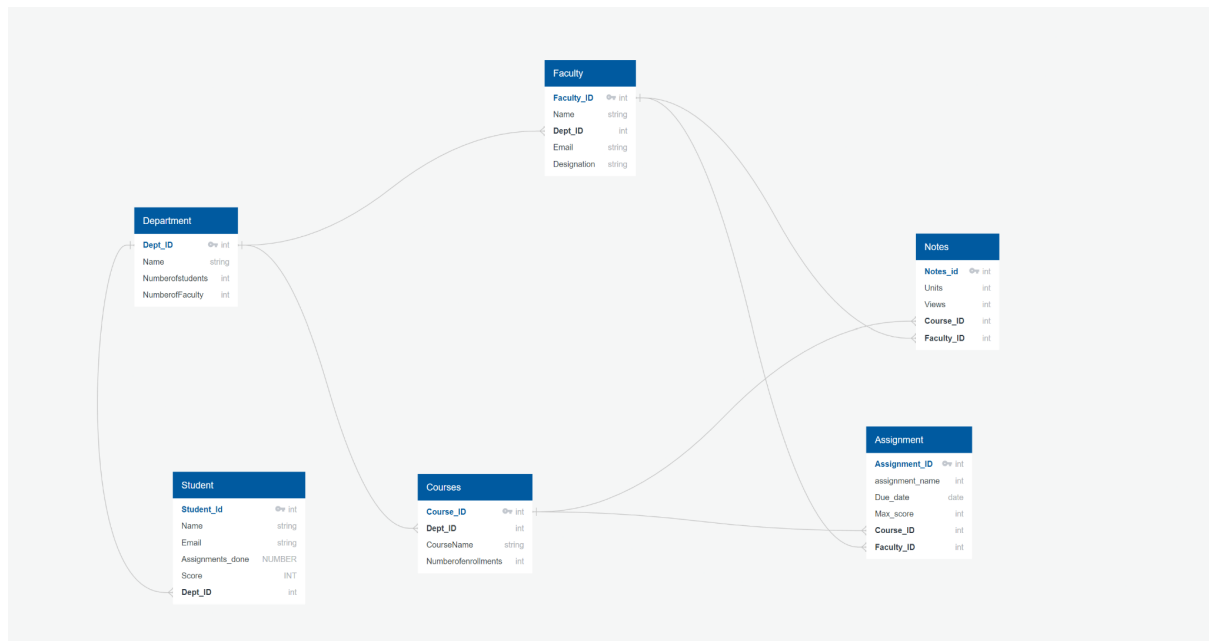 Faculty
Faculty_ID int
Name string
Dept_ID int
Email string
Designation string
Department
Dept_ID int
Name string
Numberofstudents int
NumberofFaculty int
Notes
Notes_id int
Units int
Views int
Course_ID int
Faculty_ID int
Assignment
Assignment_ID int
assignment_name int
Due_date date
Max_score int
Course_ID int
Faculty_ID int
Student
Student_Id int
Name string
Email string
Assignments_done NUMBER
Score INT
Dept_ID int
Courses
Course_ID int
Dept_ID int
CourseName string
Numberofenrollments int